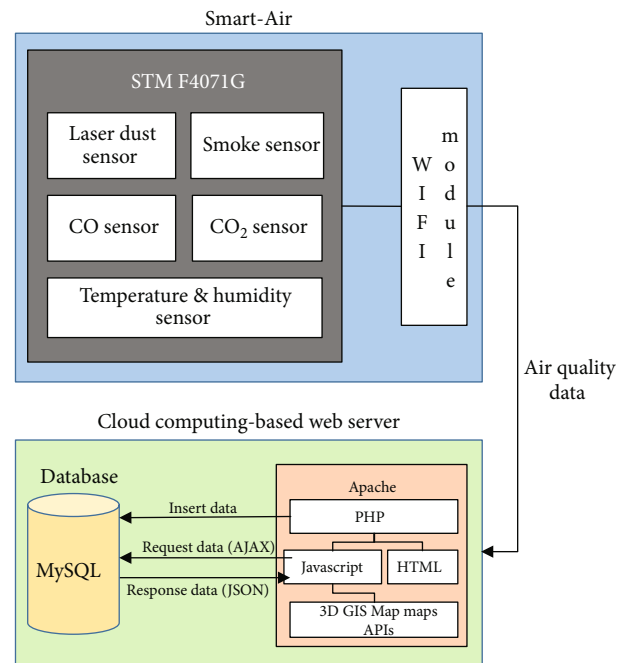 Smart-Air
STM F4071G
Laser dust
sensor
Smoke sensor
CO sensor
CO₂ sensor
Temperature & humidity
sensor
WIFI
module
Air quality
data
Cloud computing-based web server
Database
MySQL
Insert data
Request data (AJAX)
Response data (JSON)
Apache
PHP
Javascript
HTML
3D GIS Map maps
APIs